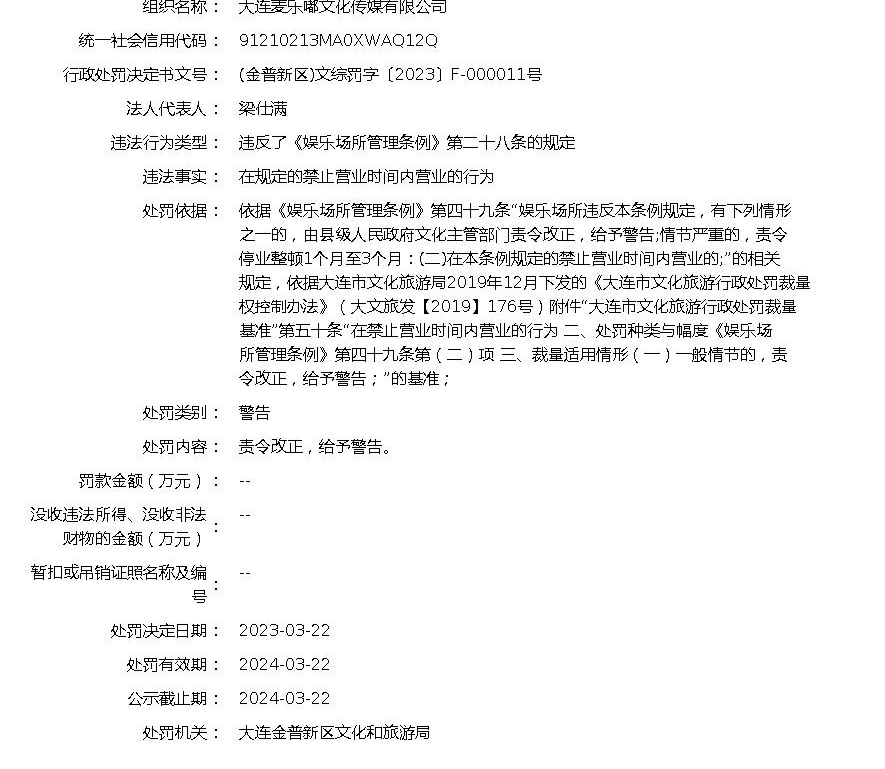 组织名称： 大连麦乐嘟文化传媒有限公司
统一社会信用代码： 91210213MA0XWAQ12Q
行政处罚决定书文号： (金普新区)文综罚字〔2023〕F-000011号
法人代表人： 梁仕满
违法行为类型： 违反了《娱乐场所管理条例》第二十八条的规定
违法事实： 在规定的禁止营业时间内营业的行为
处罚依据： 依据《娱乐场所管理条例》第四十九条“娱乐场所违反本条例规定，有下列情形
之一的，由县级人民政府文化主管部门责令改正，给予警告;情节严重的，责令
停业整顿1个月至3个月：(二)在本条例规定的禁止营业时间内营业的;”的相关
规定，依据大连市文化旅游局2019年12月下发的《大连市文化旅游行政处罚裁量
权控制办法》（大文旅发【2019】176号）附件“大连市文化旅游行政处罚裁量
基准”第五十条“在禁止营业时间内营业的行为 二、处罚种类与幅度《娱乐场
所管理条例》第四十九条第（二）项 三、裁量适用情形（一）一般情节的，责
令改正，给予警告；”的基准；
处罚类别： 警告
处罚内容： 责令改正，给予警告。
罚款金额（万元）： --
没收违法所得、没收非法
财物的金额（万元）： --
暂扣或吊销证照名称及编
号： --
处罚决定日期： 2023-03-22
处罚有效期： 2024-03-22
公示截止期： 2024-03-22
处罚机关： 大连金普新区文化和旅游局